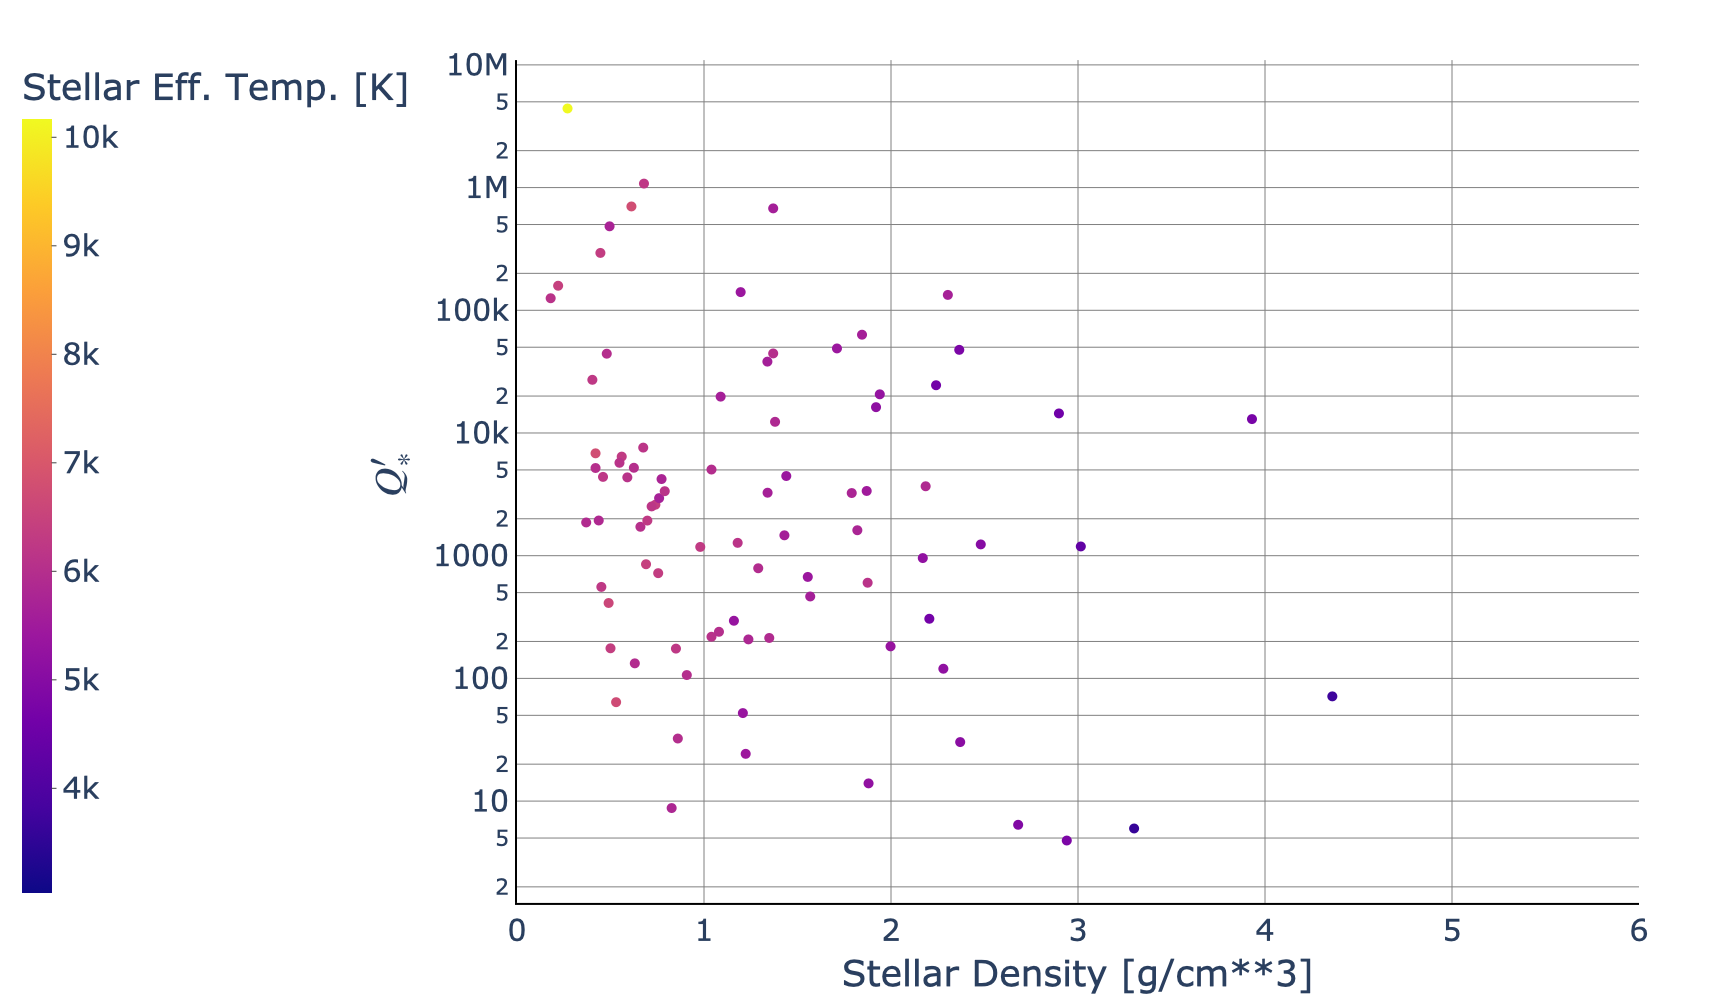 Stellar Eff. Temp. [K]
10k
9k
8k
7k
6k
5k
4k
Q′*
10M
5
2
1M
5
2
100k
5
2
10k
5
2
1000
5
2
100
5
2
10
5
2
0 1 2 3 4 5 6
Stellar Density [g/cm**3]